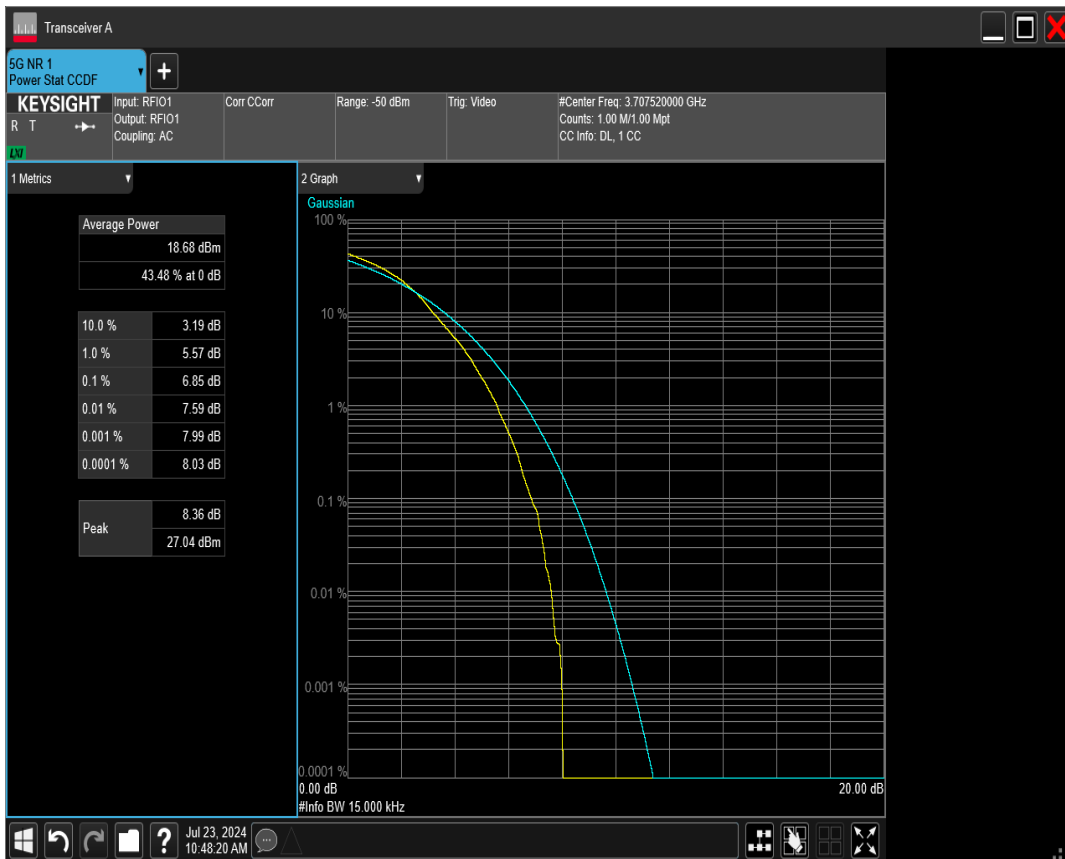 Transceiver A
5G NR 1
Power Stat CCDF
+
KEYSIGHT
R T
LXI
Input: RFIO1
Output: RFIO1
Coupling: AC
Corr CCorr
Range: -50 dBm
Trig: Video
#Center Freq: 3.707520000 GHz
Counts: 1.00 M/1.00 Mpt
CC Info: DL, 1 CC
1 Metrics
Average Power
18.68 dBm
43.48 % at 0 dB
10.0 % 3.19 dB
1.0 % 5.57 dB
0.1 % 6.85 dB
0.01 % 7.59 dB
0.001 % 7.99 dB
0.0001 % 8.03 dB
Peak 8.36 dB
27.04 dBm
2 Graph
Gaussian
100 %
10 %
1 %
0.1 %
0.01 %
0.001 %
0.0001 %
0.00 dB 20.00 dB
#Info BW 15.000 kHz
?
Jul 23, 2024
10:48:20 AM